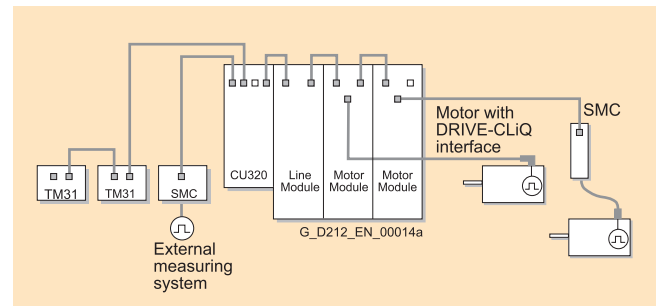 Motor with
DRIVE-CLiQ
interface
SMC
TM31
TM31
SMC
CU320
Line
Module
Motor
Module
Motor
Module
G_D212_EN_00014a
External
measuring
system